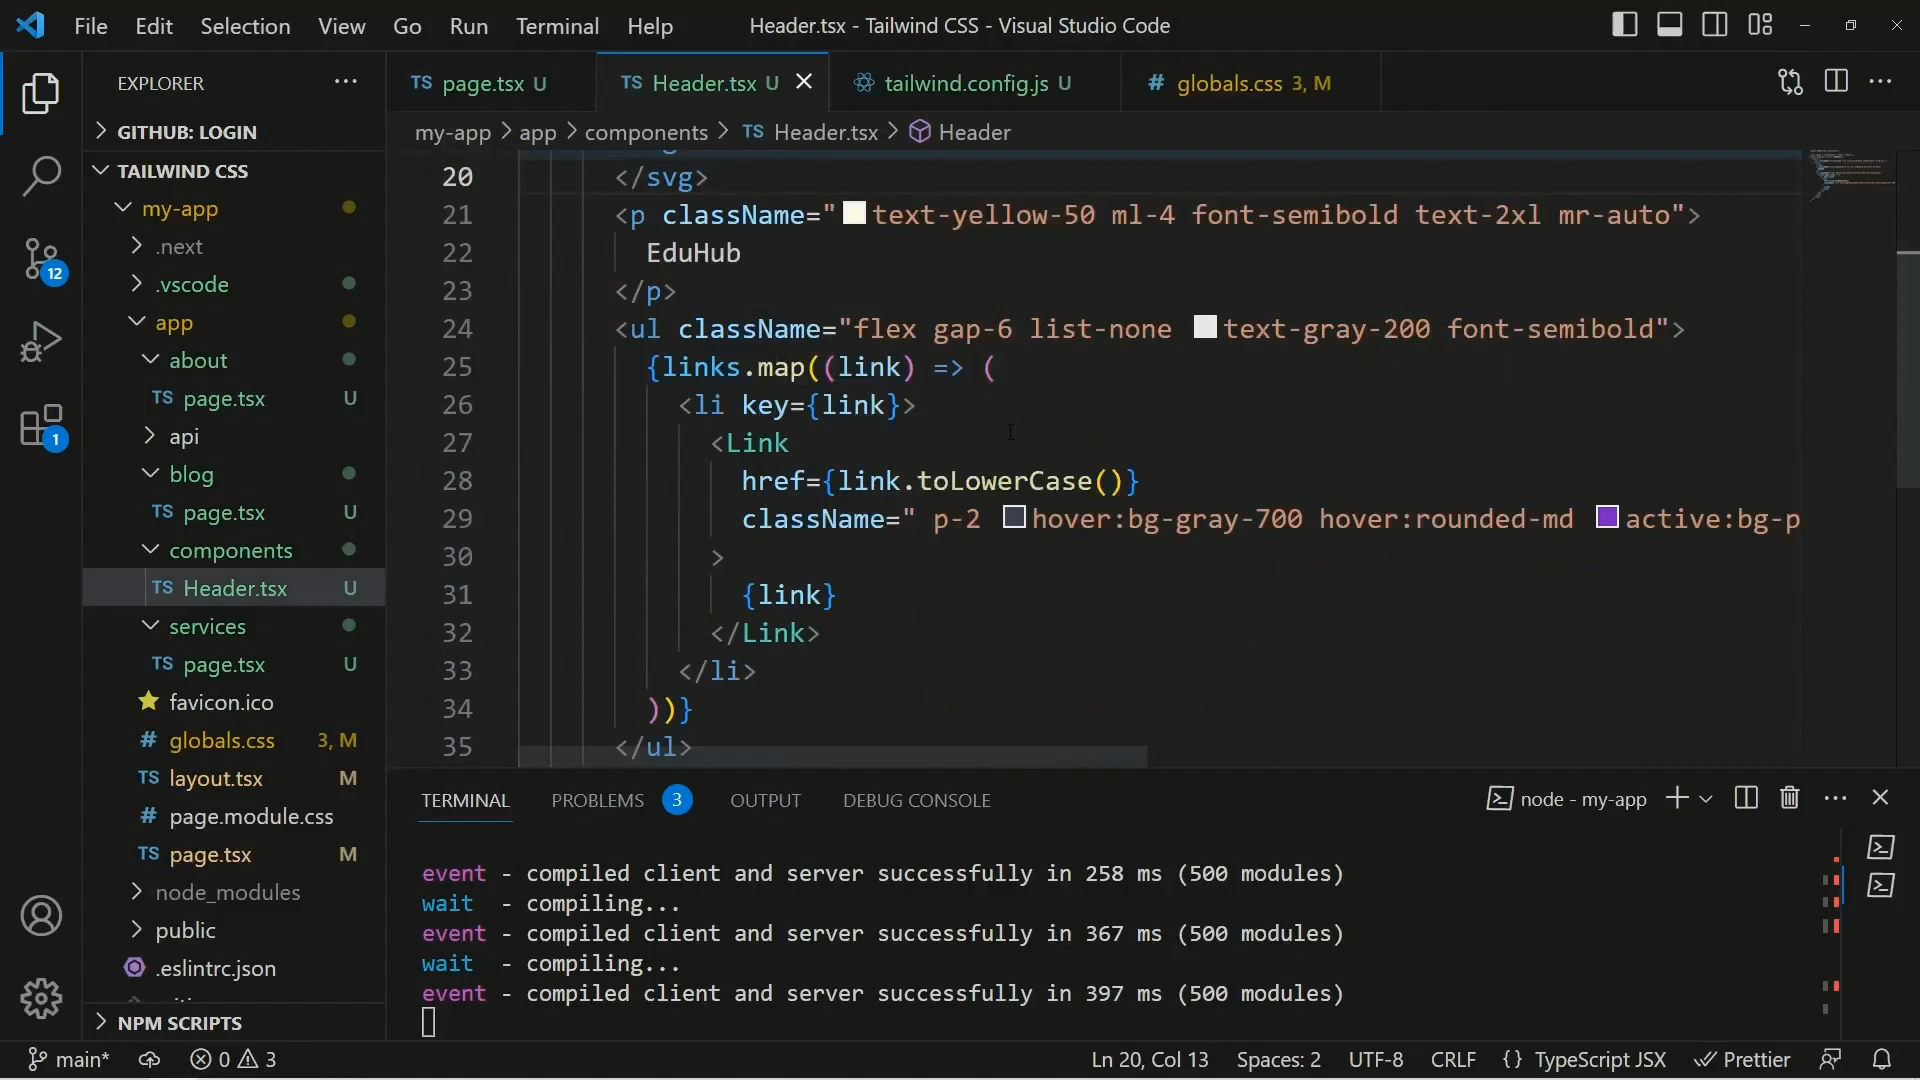 File Edit Selection View Go Run Terminal Help Header.tsx - Tailwind CSS - Visual Studio Code
EXPLORER
GITHUB: LOGIN
TAILWIND CSS
my-app
.next
.vscode
app
about
TS page.tsx U
api
blog
TS page.tsx U
components
TS Header.tsx U
services
TS page.tsx U
favicon.ico
# globals.css 3, M
TS layout.tsx M
# page.module.css
TS page.tsx M
node_modules
public
.eslintrc.json
NPM SCRIPTS
12
1
TS page.tsx U TS Header.tsx U tailwind.config.js U # globals.css 3, M
my-app > app > components > TS Header.tsx > Header
20 </svg>
21 <p className="text-yellow-50 ml-4 font-semibold text-2xl mr-auto">
22 EduHub
23 </p>
24 <ul className="flex gap-6 list-none text-gray-200 font-semibold">
25 {links.map((link) => (
26 <li key={link}>
27 <Link
28 href={link.toLowerCase()}
29 className=" p-2 hover:bg-gray-700 hover:rounded-md active:bg-p
30 >
31 {link}
32 </Link>
33 </li>
34 ))}
35 </ul>
TERMINAL PROBLEMS 3 OUTPUT DEBUG CONSOLE node - my-app
event - compiled client and server successfully in 258 ms (500 modules)
wait - compiling...
event - compiled client and server successfully in 367 ms (500 modules)
wait - compiling...
event - compiled client and server successfully in 397 ms (500 modules)
main* 0 3 Ln 20, Col 13 Spaces: 2 UTF-8 CRLF {} TypeScript JSX Prettier